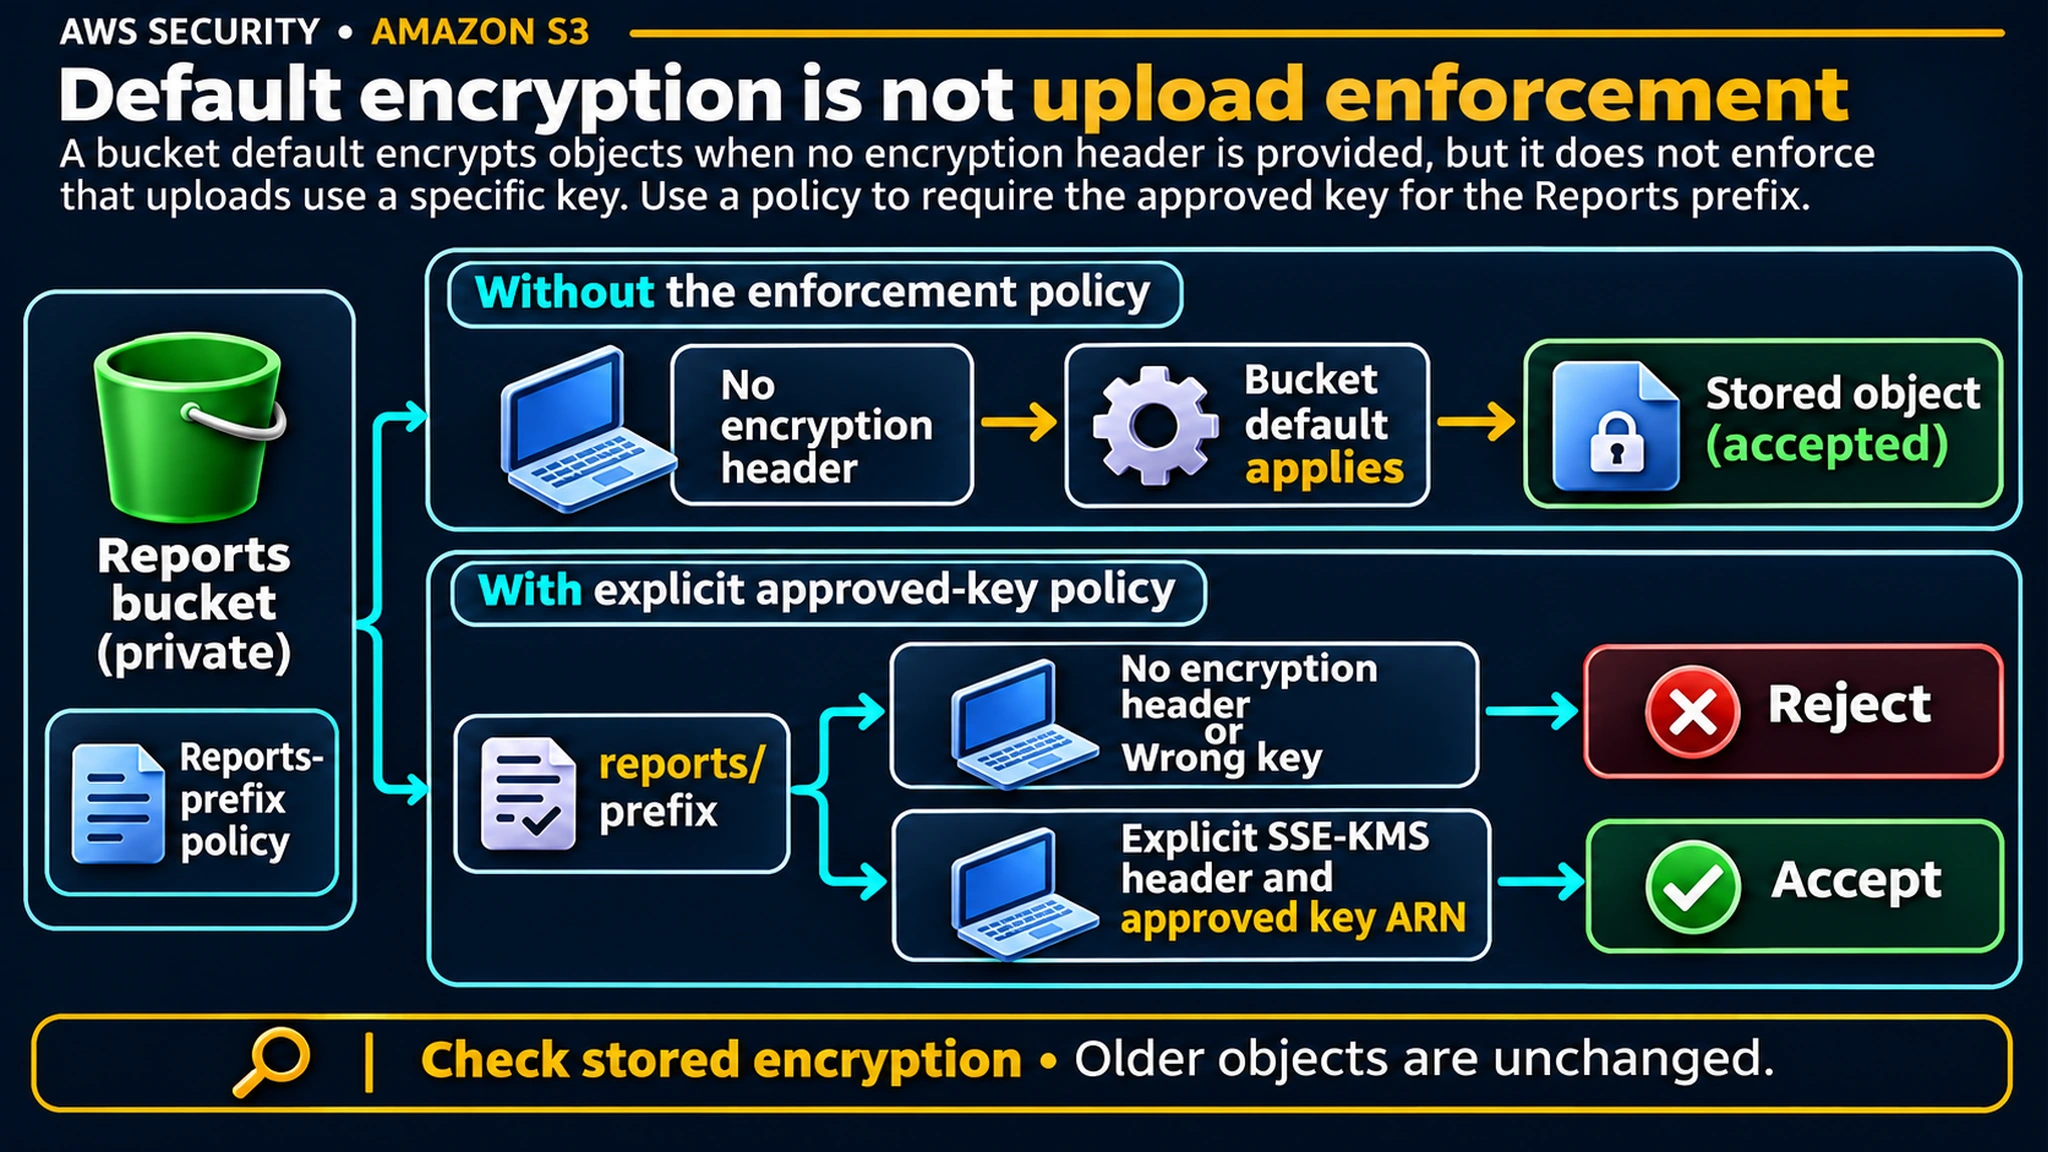 AWS SECURITY • AMAZON S3
Default encryption is not upload enforcement
A bucket default encrypts objects when no encryption header is provided, but it does not enforce
that uploads use a specific key. Use a policy to require the approved key for the Reports prefix.
Reports
bucket
(private)
Reports-
prefix
policy
Without the enforcement policy
No
encryption
header
Bucket
default
applies
Stored object
(accepted)
With explicit approved-key policy
reports/
prefix
No encryption
header
or
Wrong key
Reject
Explicit SSE-KMS
header and
approved key ARN
Accept
Check stored encryption • Older objects are unchanged.